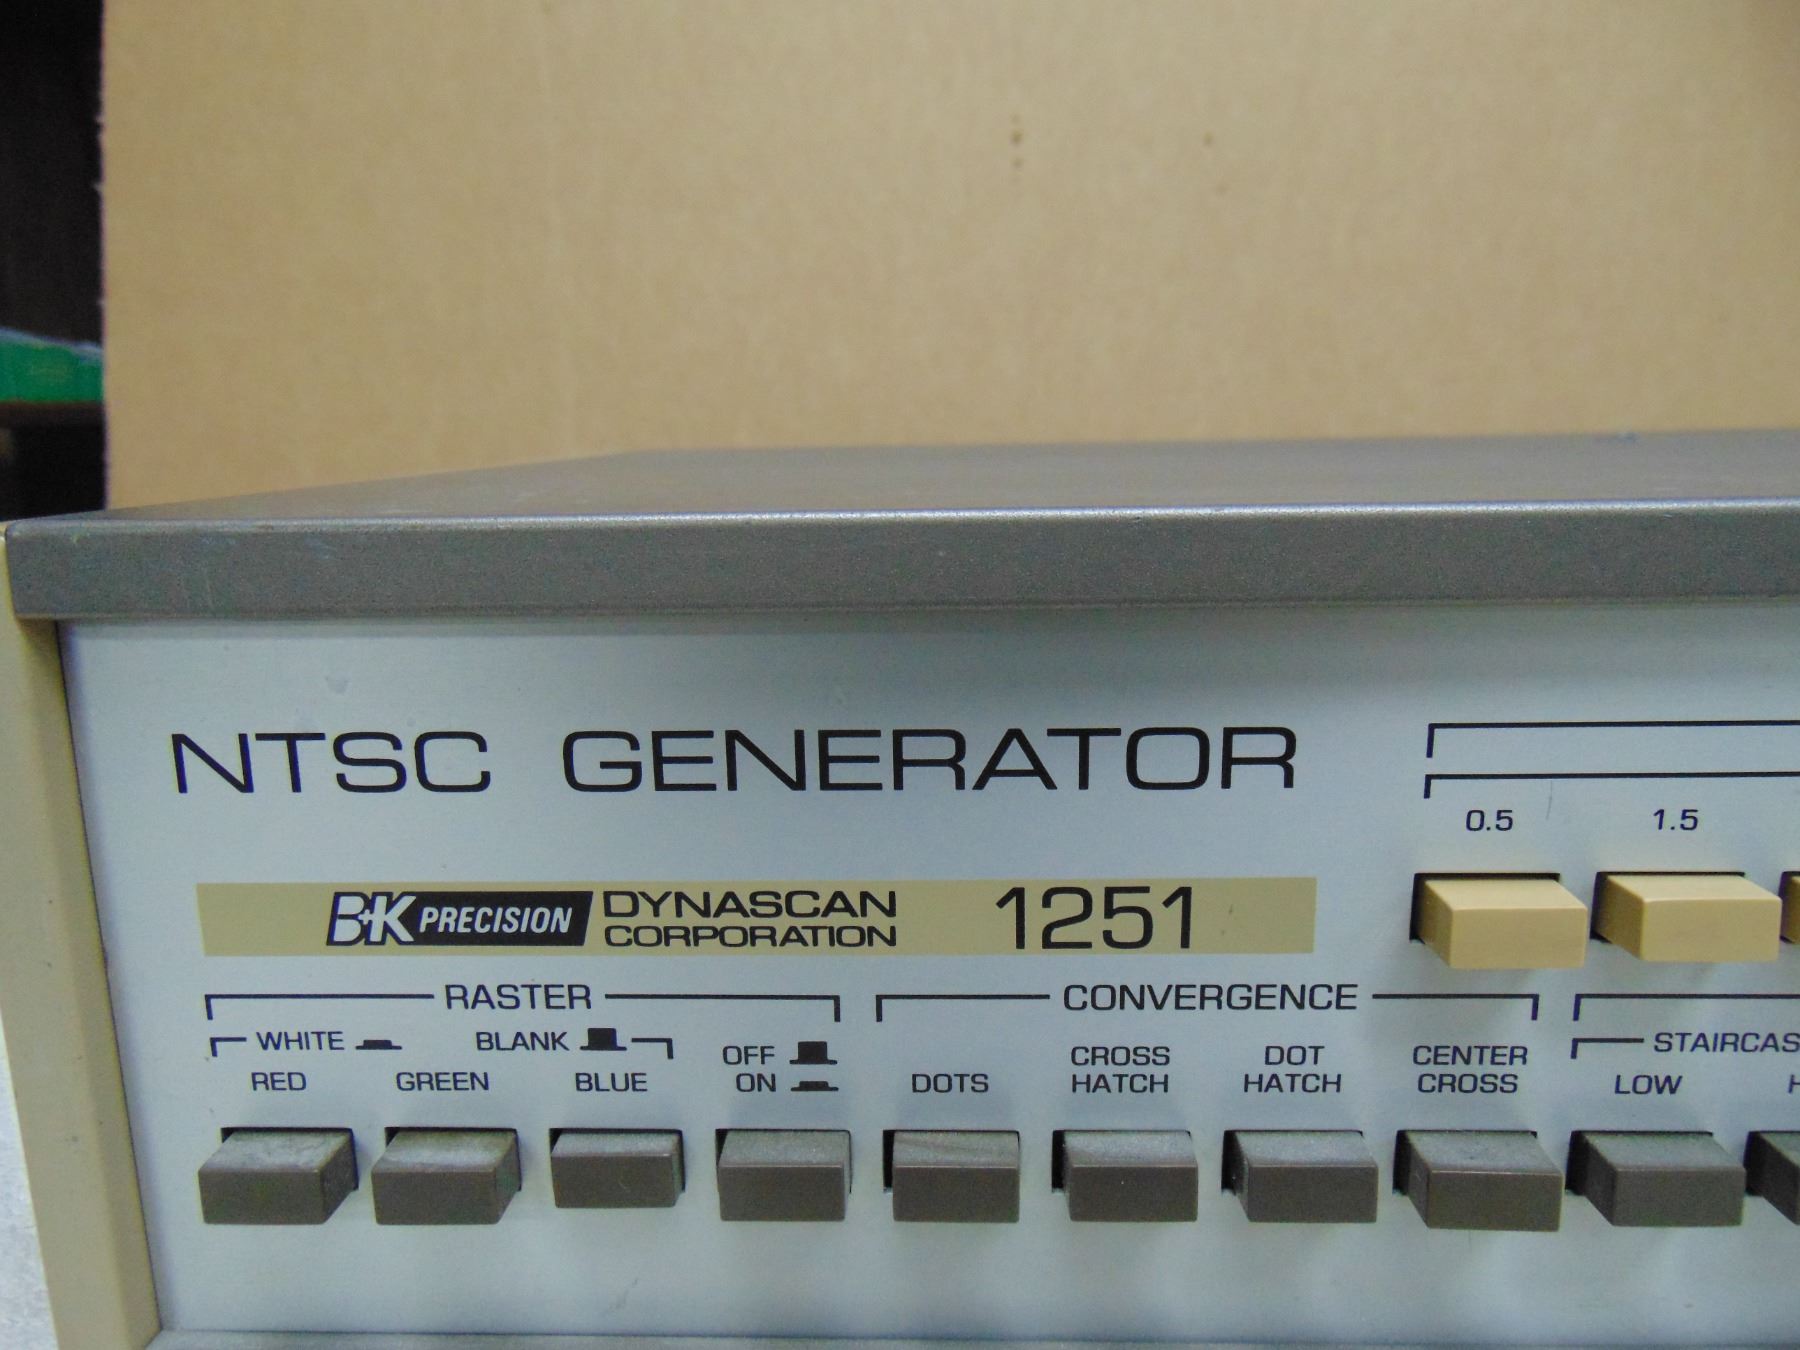 NTSC GENERATOR
0.5 1.5
B+K PRECISION DYNASCAN CORPORATION 1251
RASTER CONVERGENCE
WHITE BLANK OFF CROSS DOT CENTER STAIRCAS
RED GREEN BLUE ON DOTS HATCH HATCH CROSS LOW H